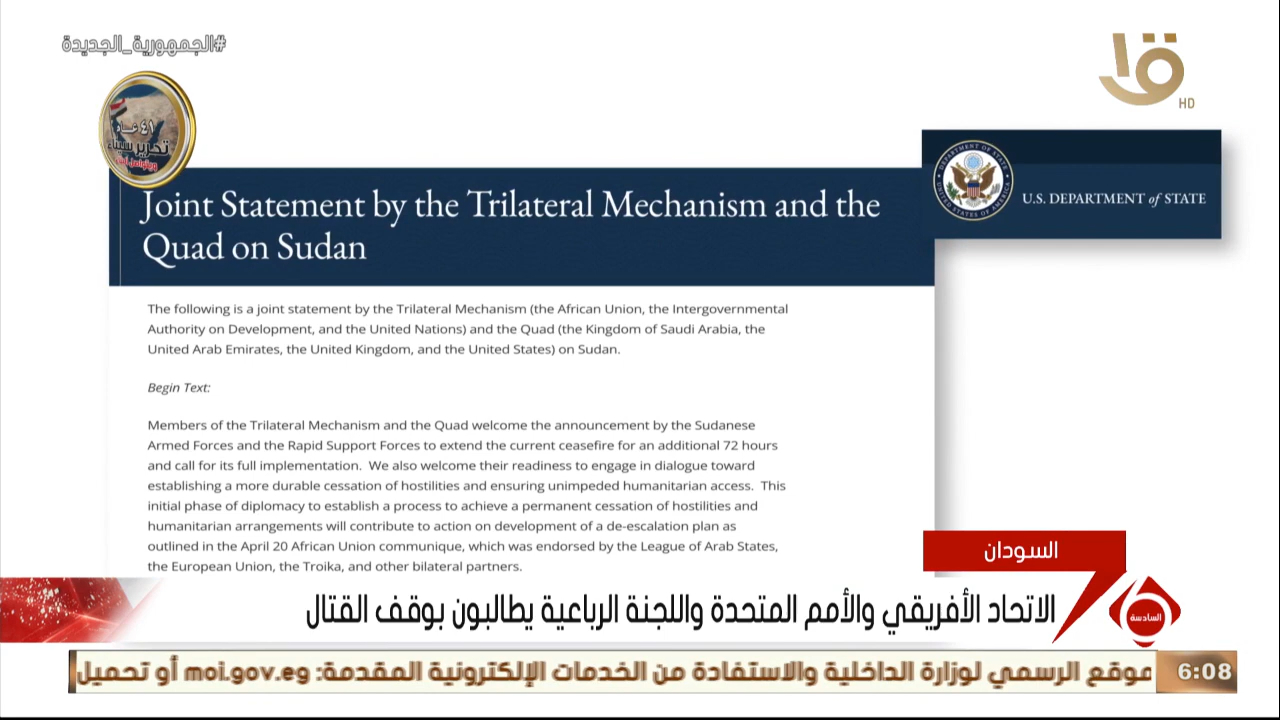 #الجمهورية_الجديدة
HD
٤١ عـــام
تحرير سيناء
U.S. DEPARTMENT of STATE
Joint Statement by the Trilateral Mechanism and the
Quad on Sudan
The following is a joint statement by the Trilateral Mechanism (the African Union, the Intergovernmental
Authority on Development, and the United Nations) and the Quad (the Kingdom of Saudi Arabia, the
United Arab Emirates, the United Kingdom, and the United States) on Sudan.
Begin Text:
Members of the Trilateral Mechanism and the Quad welcome the announcement by the Sudanese
Armed Forces and the Rapid Support Forces to extend the current ceasefire for an additional 72 hours
and call for its full implementation.  We also welcome their readiness to engage in dialogue toward
establishing a more durable cessation of hostilities and ensuring unimpeded humanitarian access.  This
initial phase of diplomacy to establish a process to achieve a permanent cessation of hostilities and
humanitarian arrangements will contribute to action on development of a de-escalation plan as
outlined in the April 20 African Union communique, which was endorsed by the League of Arab States,
the European Union, the Troika, and other bilateral partners.
السودان
الاتحاد الأفريقي والأمم المتحدة واللجنة الرباعية يطالبون بوقف القتال
السادسة
موقع الرسمي لوزارة الداخلية والاستفادة من الخدمات الإلكترونية المقدمة: moi.gov.eg أو تحميل
6:08